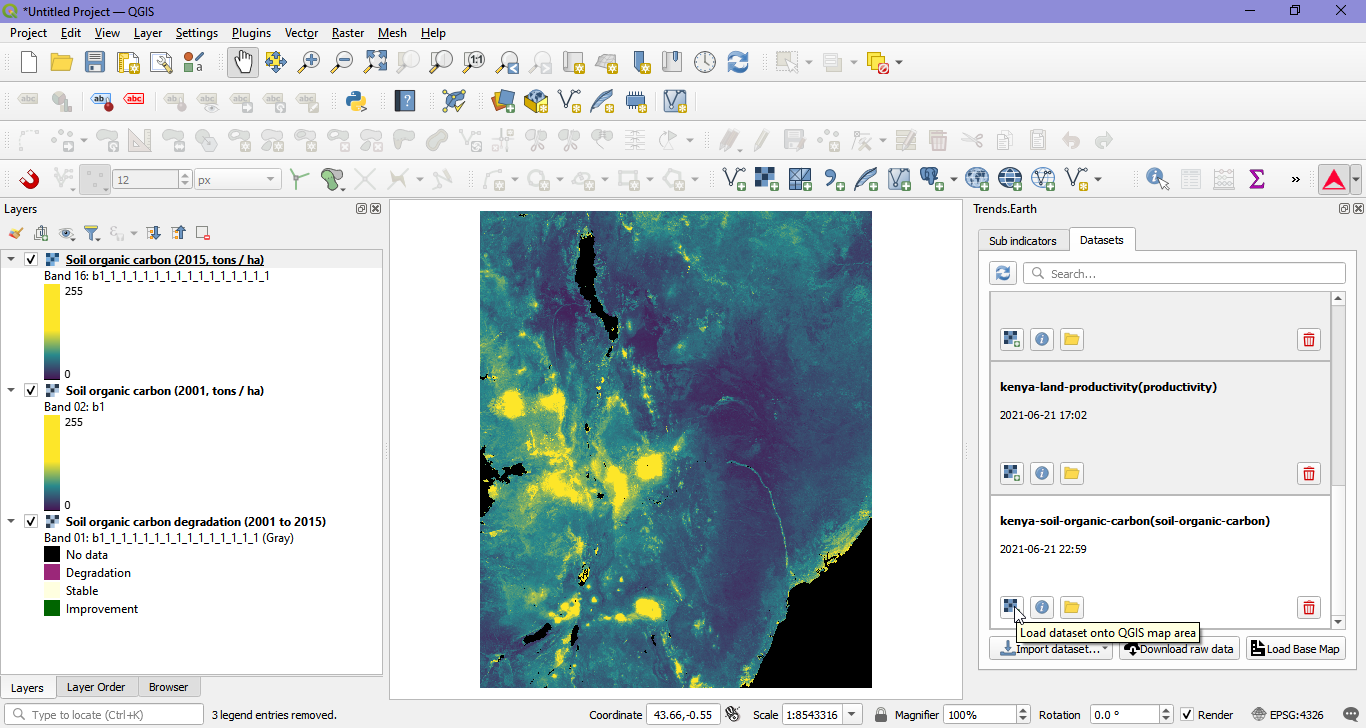 *Untitled Project — QGIS
Project Edit View Layer Settings Plugins Vector Raster Mesh Help
12 px
Layers
Soil organic carbon (2015, tons / ha)
Band 16: b1_1_1_1_1_1_1_1_1_1_1_1_1_1_1
255
0
Soil organic carbon (2001, tons / ha)
Band 02: b1
255
0
Soil organic carbon degradation (2001 to 2015)
Band 01: b1_1_1_1_1_1_1_1_1_1_1_1_1_1_1 (Gray)
No data
Degradation
Stable
Improvement
Layers Layer Order Browser
Trends.Earth
Sub indicators Datasets
Search...
kenya-land-productivity(productivity)
2021-06-21 17:02
kenya-soil-organic-carbon(soil-organic-carbon)
2021-06-21 22:59
Load dataset onto QGIS map area
Import dataset... Download raw data Load Base Map
Type to locate (Ctrl+K) 3 legend entries removed. Coordinate 43.66,-0.55 Scale 1:8543316 Magnifier 100% Rotation 0.0 ° Render EPSG:4326